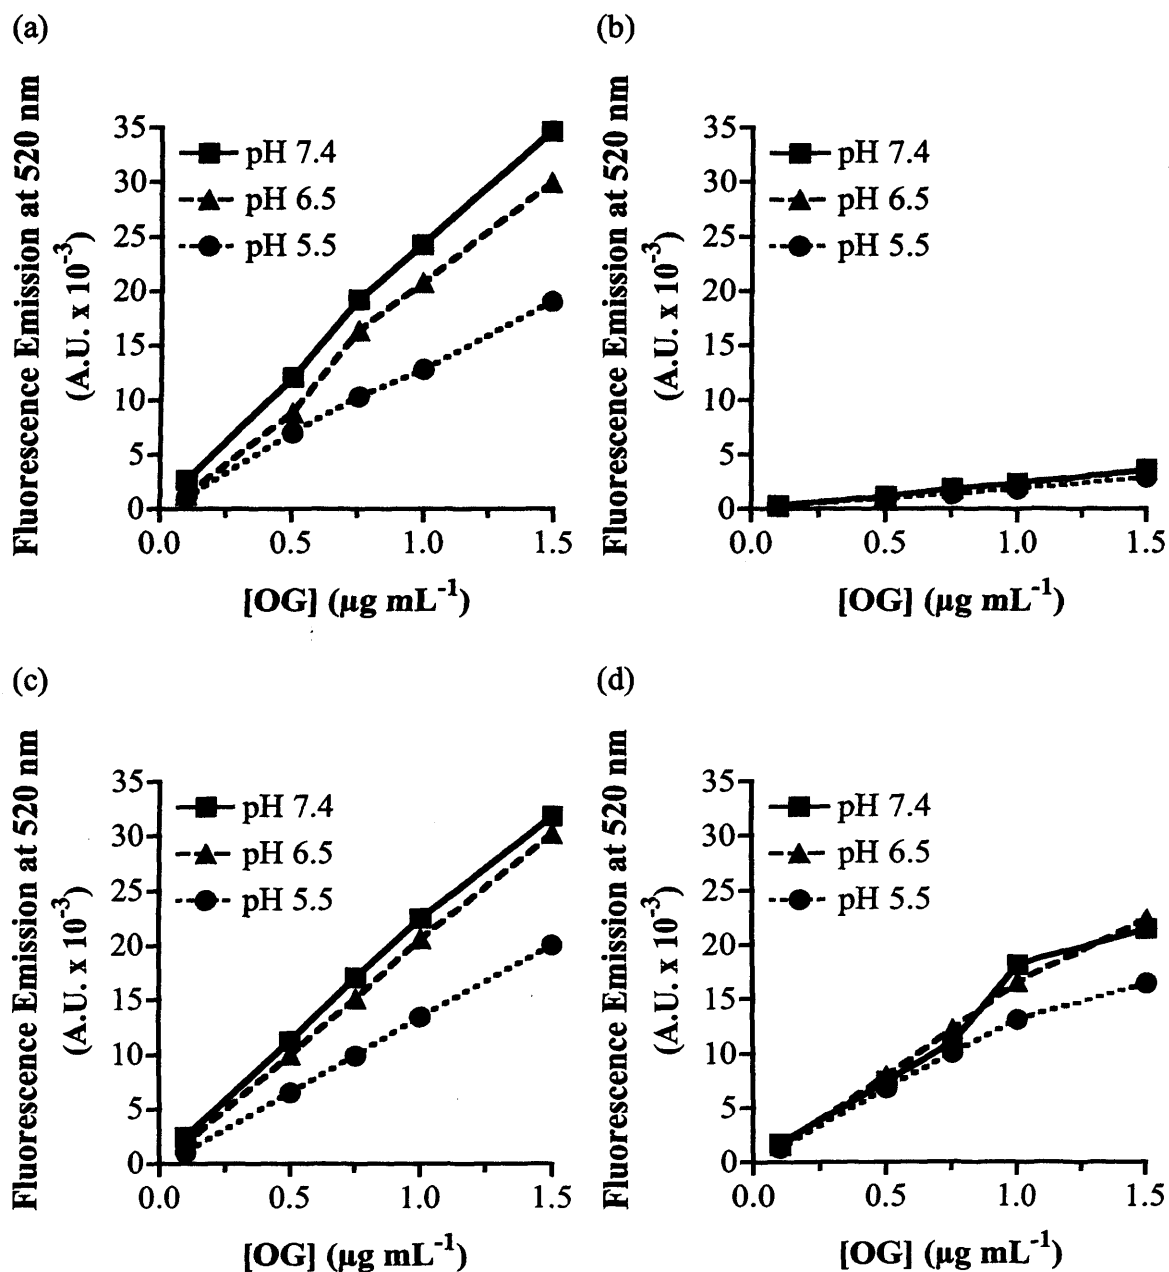 (a)
Fluorescence Emission at 520 nm
(A.U. x 10⁻³)
35
30
25
20
15
10
5
0
pH 7.4
pH 6.5
pH 5.5
0.0 0.5 1.0 1.5
[OG] (µg mL⁻¹)
(b)
Fluorescence Emission at 520 nm
(A.U. x 10⁻³)
35
30
25
20
15
10
5
0
pH 7.4
pH 6.5
pH 5.5
0.0 0.5 1.0 1.5
[OG] (µg mL⁻¹)
(c)
Fluorescence Emission at 520 nm
(A.U. x 10⁻³)
35
30
25
20
15
10
5
0
pH 7.4
pH 6.5
pH 5.5
0.0 0.5 1.0 1.5
[OG] (µg mL⁻¹)
(d)
Fluorescence Emission at 520 nm
(A.U. x 10⁻³)
35
30
25
20
15
10
5
0
pH 7.4
pH 6.5
pH 5.5
0.0 0.5 1.0 1.5
[OG] (µg mL⁻¹)